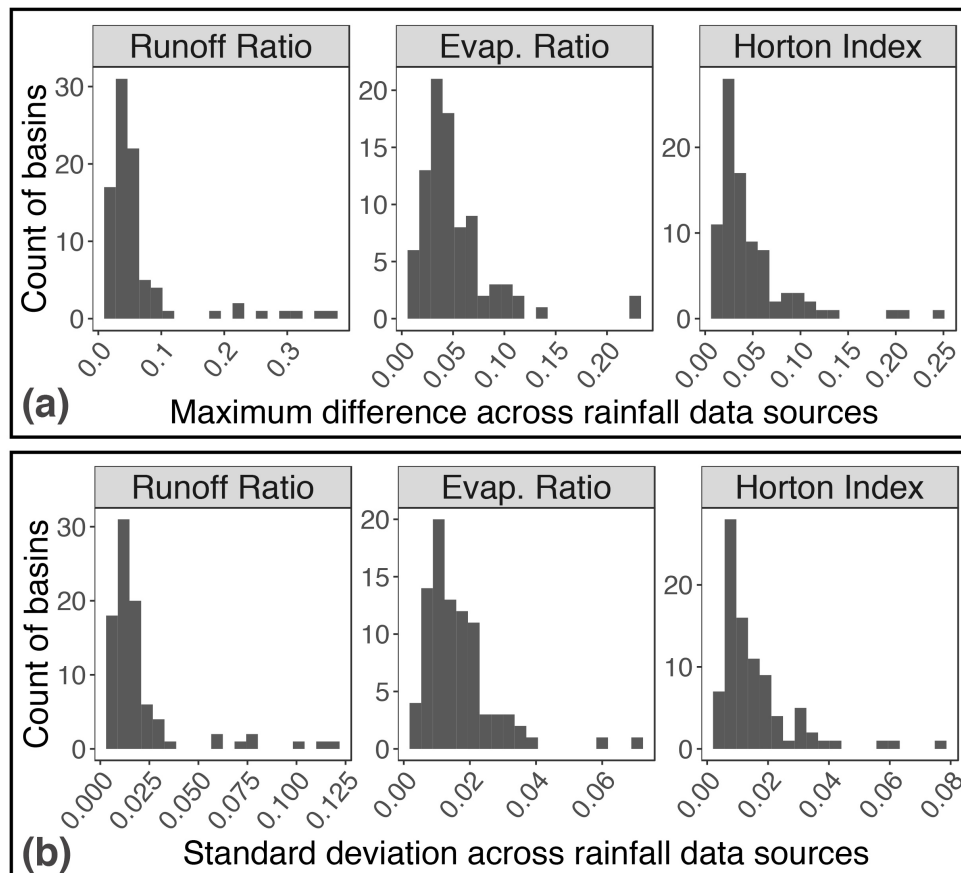 Runoff Ratio Evap. Ratio Horton Index
Count of basins
30
20
10
0
20
15
10
5
0
20
10
0
0.0 0.1 0.2 0.3
0.00 0.05 0.10 0.15 0.20
0.00 0.05 0.10 0.15 0.20 0.25
(a) Maximum difference across rainfall data sources
Runoff Ratio Evap. Ratio Horton Index
Count of basins
30
20
10
0
20
15
10
5
0
20
10
0
0.000 0.025 0.050 0.075 0.100 0.125
0.00 0.02 0.04 0.06
0.00 0.02 0.04 0.06 0.08
(b) Standard deviation across rainfall data sources